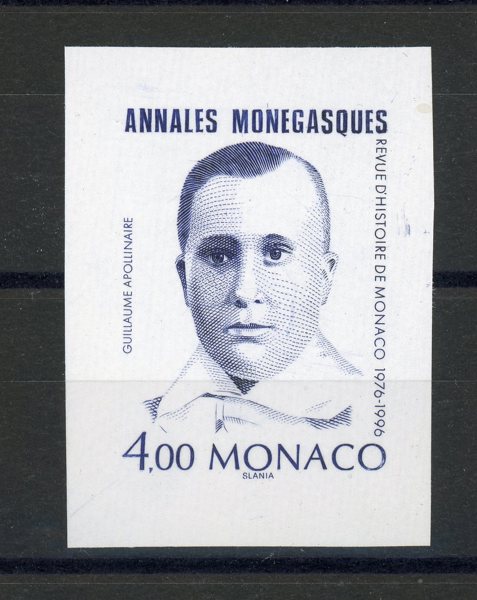 ANNALES MONEGASQUES
REVUE D'HISTOIRE DE MONACO 1976-1996
GUILLAUME APOLLINAIRE
4,00 MONACO
SLANIA